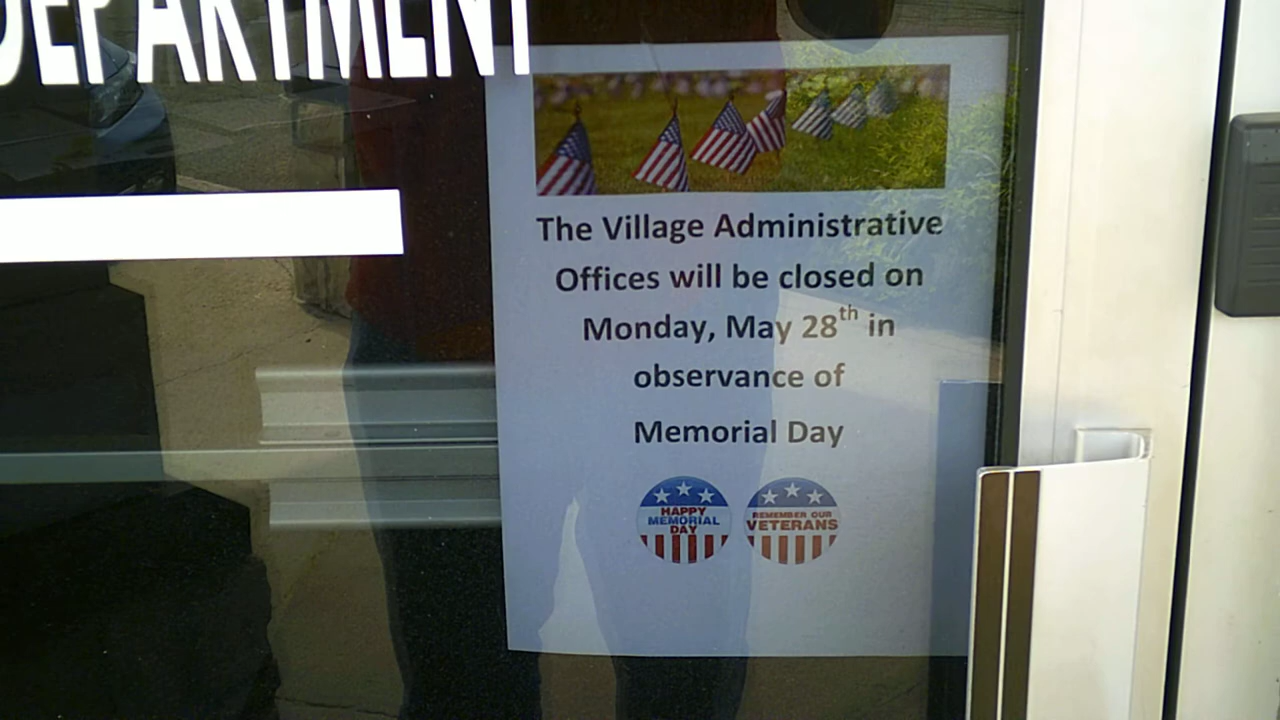 DEPARTMENT
The Village Administrative
Offices will be closed on
Monday, May 28th in
observance of
Memorial Day
HAPPY
MEMORIAL
DAY
REMEMBER OUR
VETERANS